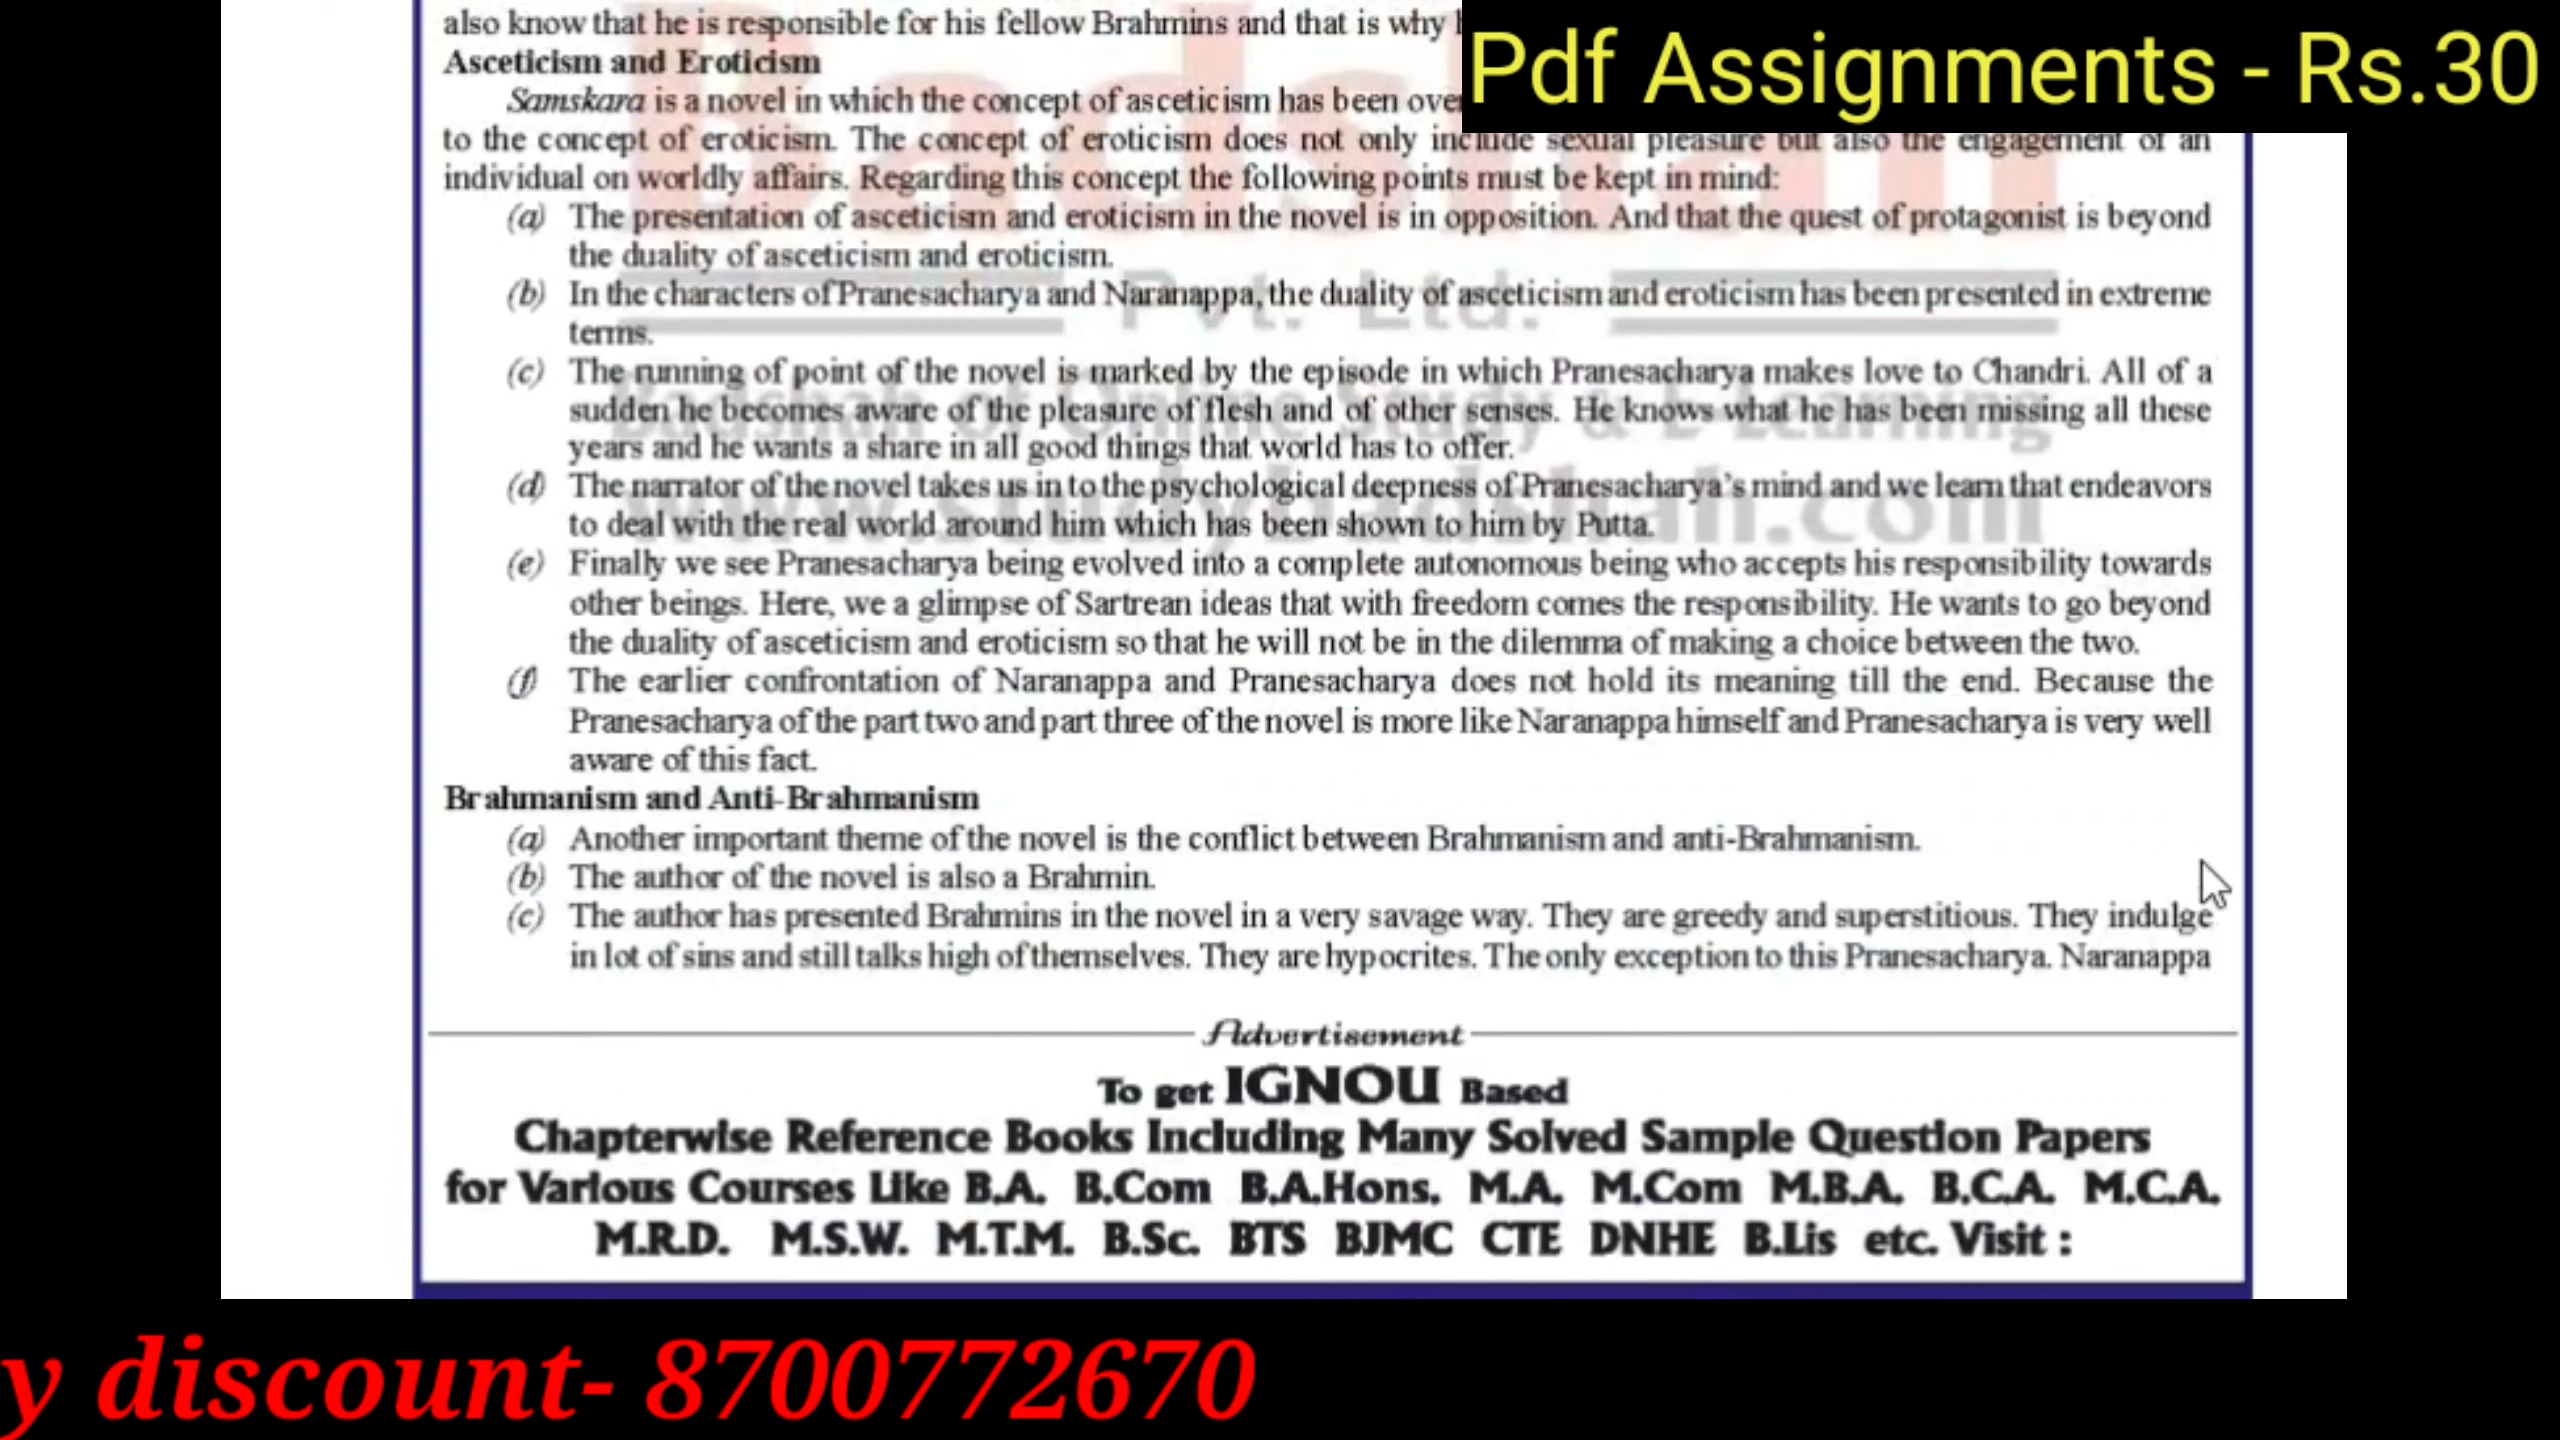 also know that he is responsible for his fellow Brahmins and that is why
Pdf Assignments - Rs.30
Asceticism and Eroticism
Samskara is a novel in which the concept of asceticism has been
to the concept of eroticism. The concept of eroticism does not only include sexual pleasure but also the engagement of an
individual on worldly affairs. Regarding this concept the following points must be kept in mind:
(a) The presentation of asceticism and eroticism in the novel is in opposition. And that the quest of protagonist is beyond
the duality of asceticism and eroticism.
(b) In the characters of Pranesacharya and Naranappa, the duality of asceticism and eroticism has been presented in extreme
Pvt. Ltd.
terms.
(c) The running of point of the novel is marked by the episode in which Pranesacharya makes love to Chandri. All of a
sudden he becomes aware of the pleasure of flesh and of other senses. He knows what he has been missing all these
years and he wants a share in all good things that world has to offer.
(d) The narrator of the novel takes us in to the psychological deepness of Pranesacharya's mind and we learn that endeavors
to deal with the real world around him which has been shown to him by Putta.
(e) Finally we see Pranesacharya being evolved into a complete autonomous being who accepts his responsibility towards
other beings. Here, we a glimpse of Sartrean ideas that with freedom comes the responsibility. He wants to go beyond
the duality of asceticism and eroticism so that he will not be in the dilemma of making a choice between the two.
(f) The earlier confrontation of Naranappa and Pranesacharya does not hold its meaning till the end. Because the
Pranesacharya of the part two and part three of the novel is more like Naranappa himself and Pranesacharya is very well
aware of this fact.
Brahmanism and Anti-Brahmanism
(a) Another important theme of the novel is the conflict between Brahmanism and anti-Brahmanism.
(b) The author of the novel is also a Brahmin.
(c) The author has presented Brahmins in the novel in a very savage way. They are greedy and superstitious. They indulge
in lot of sins and still talks high of themselves. They are hypocrites. The only exception to this Pranesacharya. Naranappa
Advertisement
To get IGNOU Based
Chapterwise Reference Books Including Many Solved Sample Question Papers
for Various Courses Like B.A. B.Com B.A.Hons. M.A. M.Com M.B.A. B.C.A. M.C.A.
M.R.D. M.S.W. M.T.M. B.Sc. BTS BJMC CTE DNHE B.Lis etc. Visit :
y discount- 8700772670